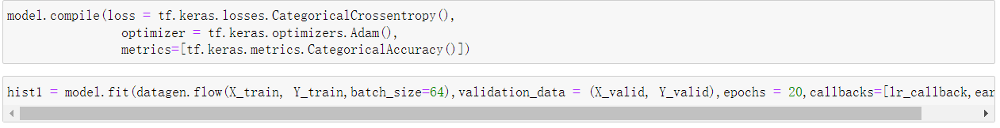 model.compile(loss = tf.keras.losses.CategoricalCrossentropy(),
optimizer = tf.keras.optimizers.Adam(),
metrics=[tf.keras.metrics.CategoricalAccuracy()])
hist1 = model.fit(datagen.flow(X_train, Y_train,batch_size=64),validation_data = (X_valid, Y_valid),epochs = 20,callbacks=[lr_callback,ear